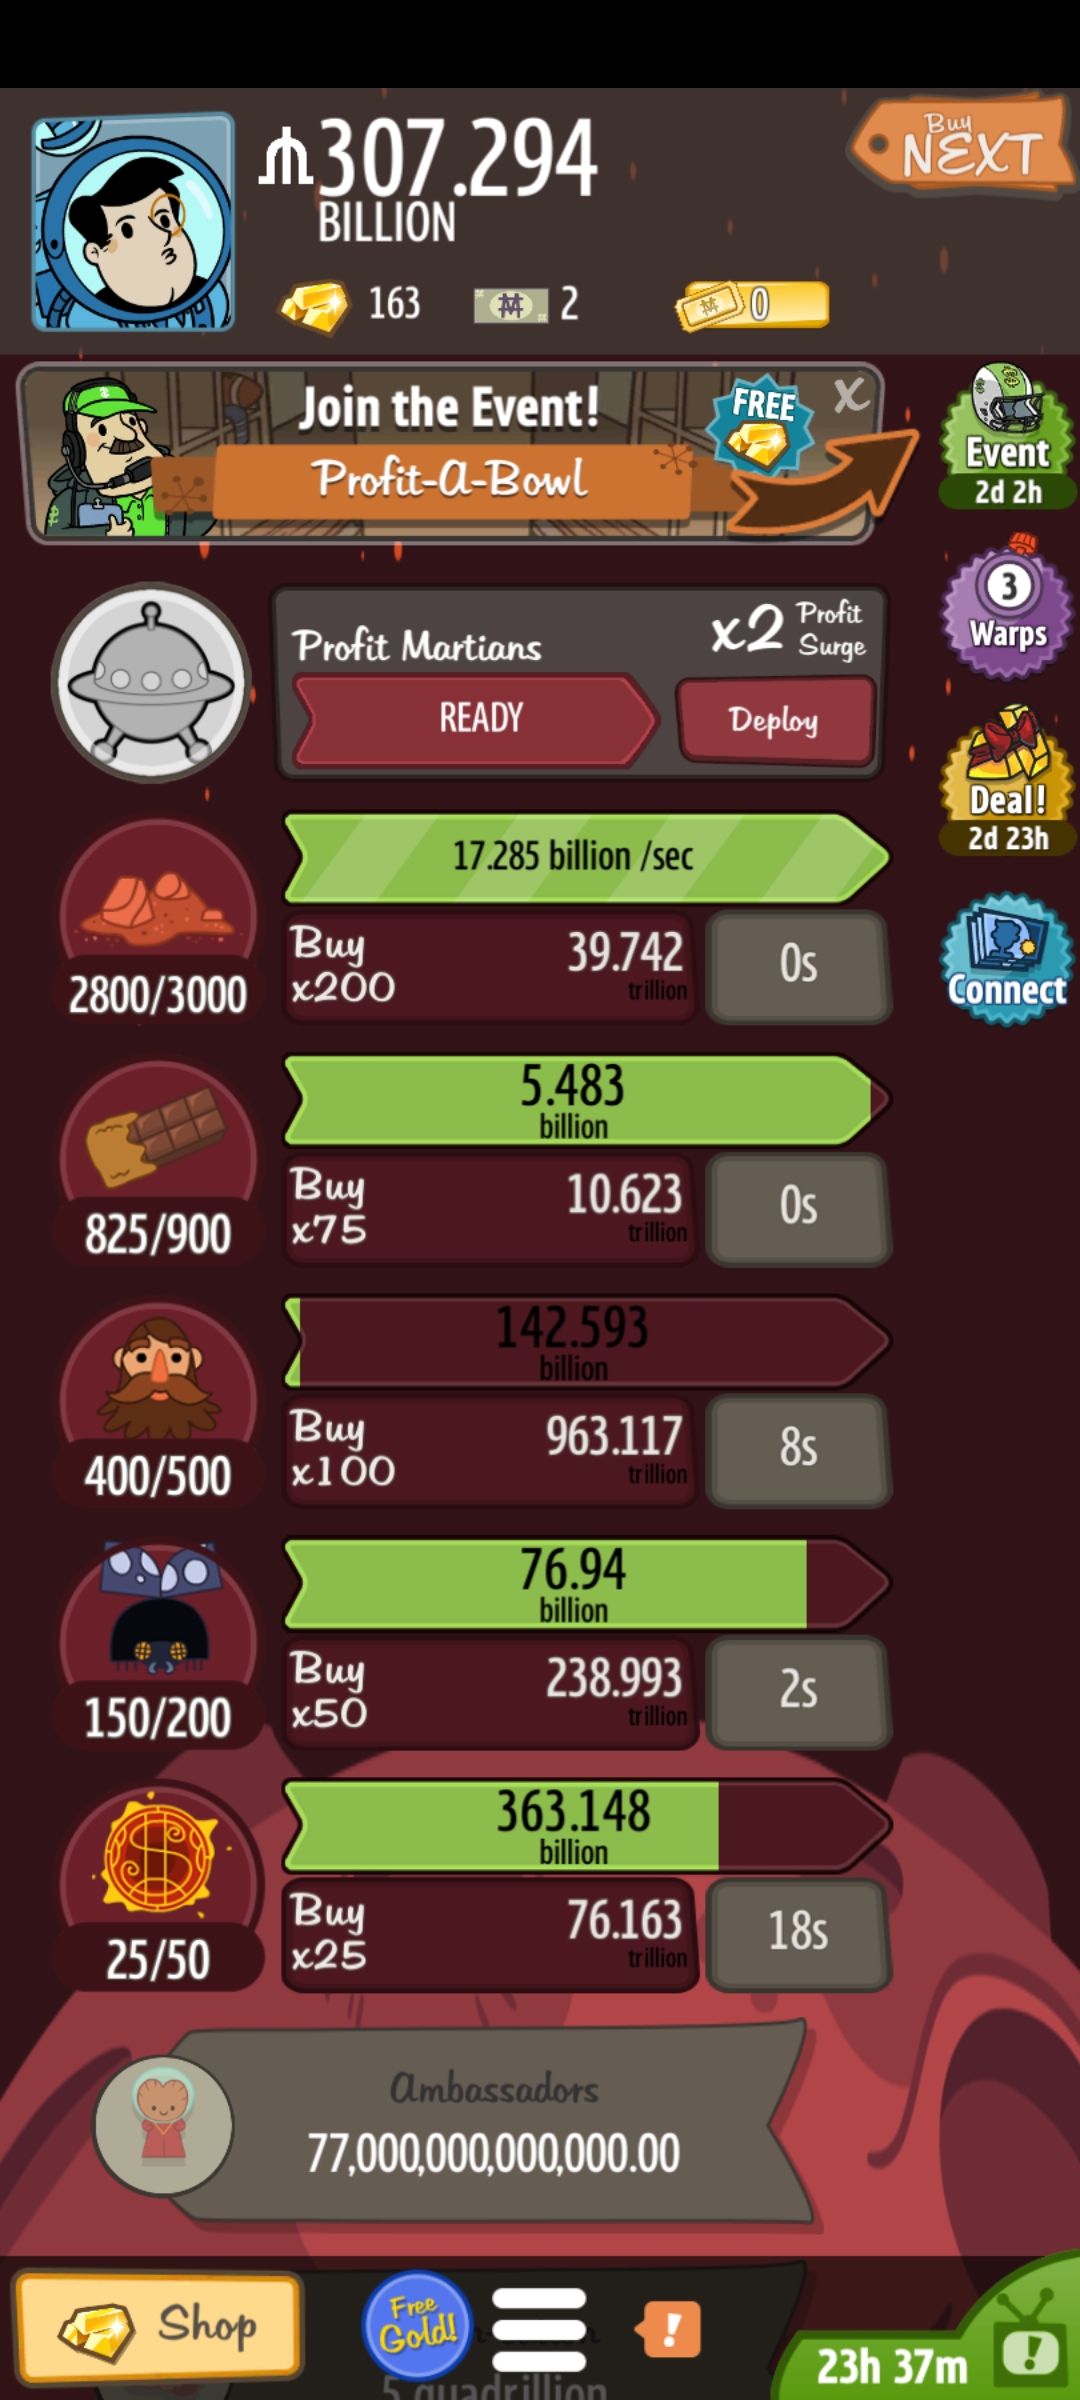 307.294
BILLION
Buy
NEXT
163
2
0
Join the Event!
Profit-A-Bowl
FREE
Event
2d 2h
3
Warps
Profit Martians
x2 Profit
Surge
READY
Deploy
Deal!
2d 23h
17.285 billion /sec
2800/3000
Buy
x200
39.742
trillion
0s
Connect
5.483
billion
825/900
Buy
x75
10.623
trillion
0s
142.593
billion
400/500
Buy
x100
963.117
trillion
8s
76.94
billion
150/200
Buy
x50
238.993
trillion
2s
363.148
billion
25/50
Buy
x25
76.163
trillion
18s
Ambassadors
77,000,000,000,000.00
Shop
Free
Gold!
!
23h 37m
!
5 quadrillion